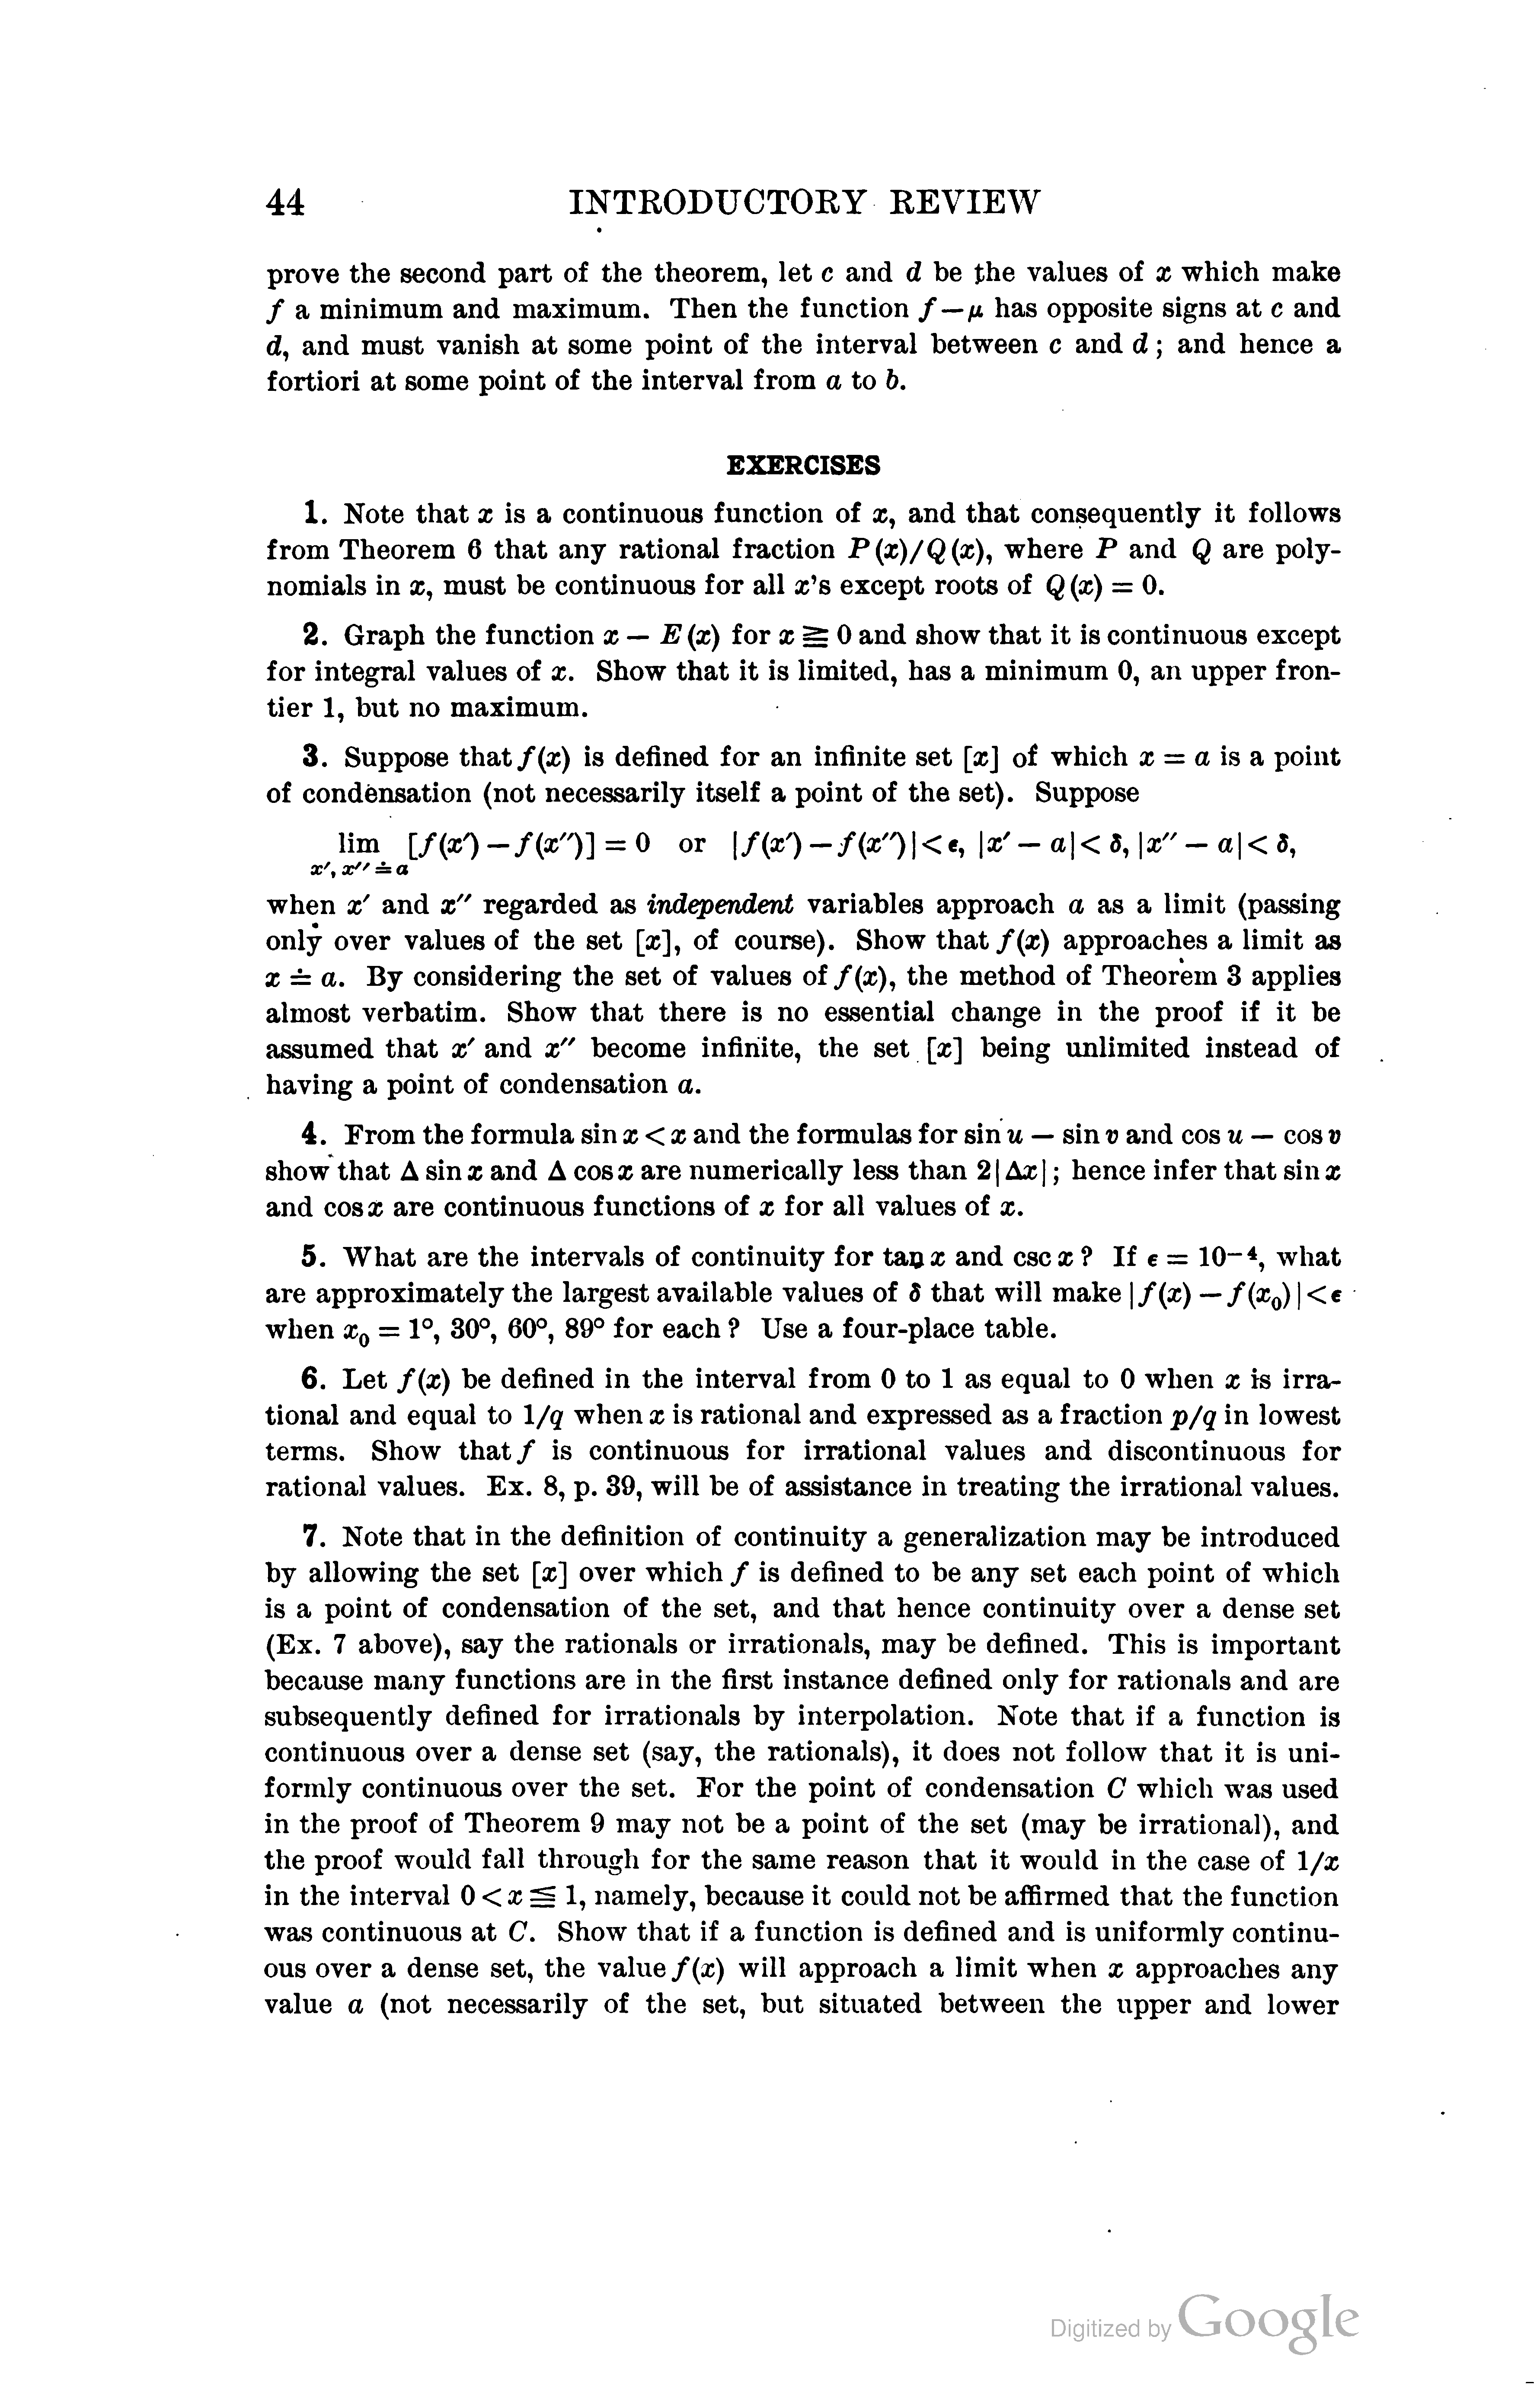 44 INTRODUCTORY REVIEW
prove the second part of the theorem, let c and d be the values of x which make
f a minimum and maximum. Then the function f—μ has opposite signs at c and
d, and must vanish at some point of the interval between c and d; and hence a
fortiori at some point of the interval from a to b.
EXERCISES
1. Note that x is a continuous function of x, and that consequently it follows
from Theorem 6 that any rational fraction P(x)/Q(x), where P and Q are poly-
nomials in x, must be continuous for all x's except roots of Q(x) = 0.
2. Graph the function x — E(x) for x ≧ 0 and show that it is continuous except
for integral values of x. Show that it is limited, has a minimum 0, an upper fron-
tier 1, but no maximum.
3. Suppose that f(x) is defined for an infinite set [x] of which x = a is a point
of condensation (not necessarily itself a point of the set). Suppose
lim [f(x′) — f(x″)] = 0 or |f(x′) — f(x″)| < ϵ, |x′ — a| < δ, |x″ — a| < δ,
x′, x″ ≐ a
when x′ and x″ regarded as independent variables approach a as a limit (passing
only over values of the set [x], of course). Show that f(x) approaches a limit as
x ≐ a. By considering the set of values of f(x), the method of Theorem 3 applies
almost verbatim. Show that there is no essential change in the proof if it be
assumed that x′ and x″ become infinite, the set [x] being unlimited instead of
having a point of condensation a.
4. From the formula sin x < x and the formulas for sin u — sin v and cos u — cos v
show that Δ sin x and Δ cos x are numerically less than 2|Δx|; hence infer that sin x
and cos x are continuous functions of x for all values of x.
5. What are the intervals of continuity for tan x and csc x? If ϵ = 10⁻⁴, what
are approximately the largest available values of δ that will make |f(x) — f(x₀)| < ϵ
when x₀ = 1°, 30°, 60°, 89° for each? Use a four-place table.
6. Let f(x) be defined in the interval from 0 to 1 as equal to 0 when x is irra-
tional and equal to 1/q when x is rational and expressed as a fraction p/q in lowest
terms. Show that f is continuous for irrational values and discontinuous for
rational values. Ex. 8, p. 39, will be of assistance in treating the irrational values.
7. Note that in the definition of continuity a generalization may be introduced
by allowing the set [x] over which f is defined to be any set each point of which
is a point of condensation of the set, and that hence continuity over a dense set
(Ex. 7 above), say the rationals or irrationals, may be defined. This is important
because many functions are in the first instance defined only for rationals and are
subsequently defined for irrationals by interpolation. Note that if a function is
continuous over a dense set (say, the rationals), it does not follow that it is uni-
formly continuous over the set. For the point of condensation C which was used
in the proof of Theorem 9 may not be a point of the set (may be irrational), and
the proof would fall through for the same reason that it would in the case of 1/x
in the interval 0 < x ≦ 1, namely, because it could not be affirmed that the function
was continuous at C. Show that if a function is defined and is uniformly continu-
ous over a dense set, the value f(x) will approach a limit when x approaches any
value a (not necessarily of the set, but situated between the upper and lower
Digitized by Google